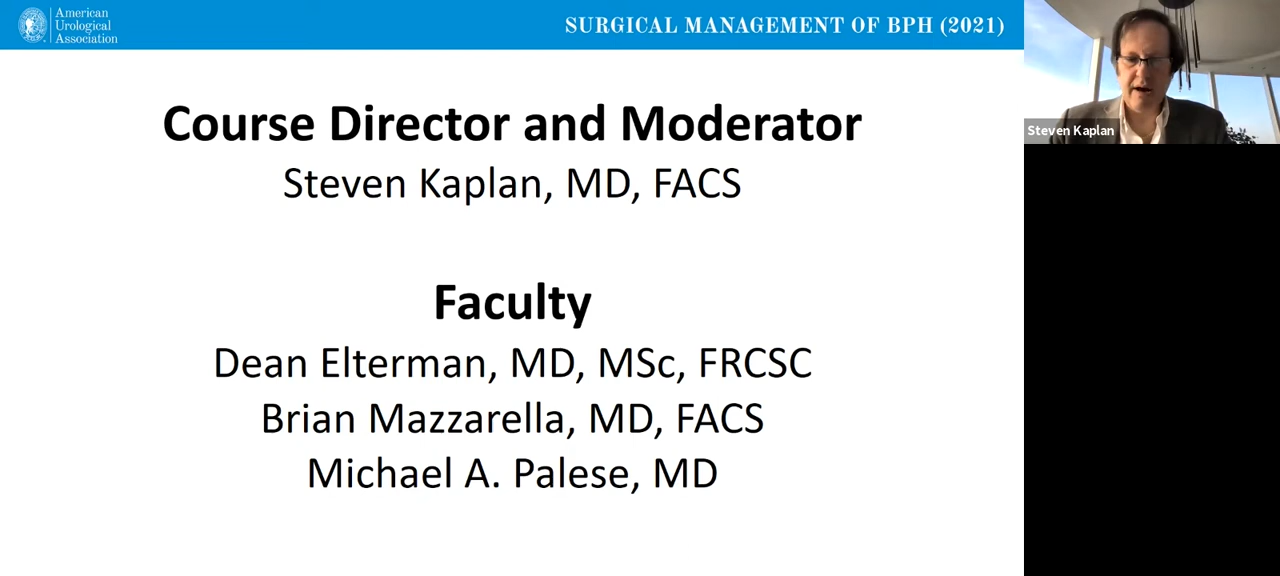 American
Urological
Association
SURGICAL MANAGEMENT OF BPH (2021)
Course Director and Moderator
Steven Kaplan, MD, FACS
Faculty
Dean Elterman, MD, MSc, FRCSC
Brian Mazzarella, MD, FACS
Michael A. Palese, MD
Steven Kaplan